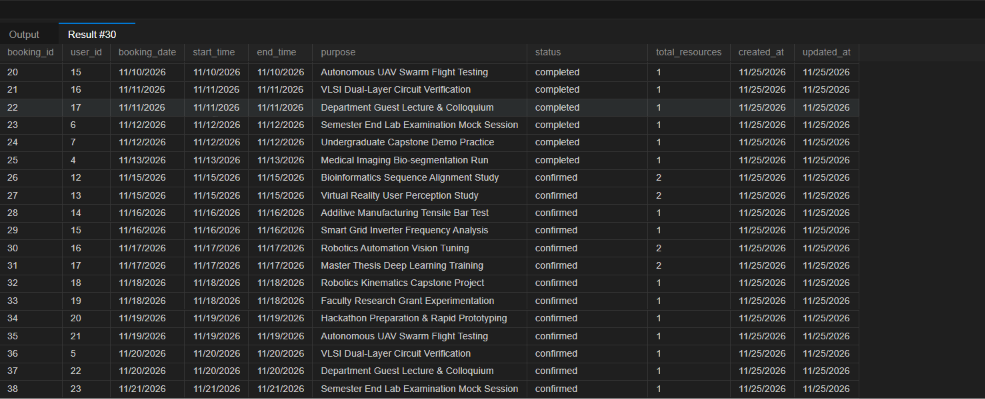 Output Result #30
booking_id user_id booking_date start_time end_time purpose status total_resources created_at updated_at
20 15 11/10/2026 11/10/2026 11/10/2026 Autonomous UAV Swarm Flight Testing completed 1 11/25/2026 11/25/2026
21 16 11/11/2026 11/11/2026 11/11/2026 VLSI Dual-Layer Circuit Verification completed 1 11/25/2026 11/25/2026
22 17 11/11/2026 11/11/2026 11/11/2026 Department Guest Lecture & Colloquium completed 1 11/25/2026 11/25/2026
23 6 11/12/2026 11/12/2026 11/12/2026 Semester End Lab Examination Mock Session completed 1 11/25/2026 11/25/2026
24 7 11/12/2026 11/12/2026 11/12/2026 Undergraduate Capstone Demo Practice completed 1 11/25/2026 11/25/2026
25 4 11/13/2026 11/13/2026 11/13/2026 Medical Imaging Bio-segmentation Run completed 1 11/25/2026 11/25/2026
26 12 11/15/2026 11/15/2026 11/15/2026 Bioinformatics Sequence Alignment Study confirmed 2 11/25/2026 11/25/2026
27 13 11/15/2026 11/15/2026 11/15/2026 Virtual Reality User Perception Study confirmed 2 11/25/2026 11/25/2026
28 14 11/16/2026 11/16/2026 11/16/2026 Additive Manufacturing Tensile Bar Test confirmed 1 11/25/2026 11/25/2026
29 15 11/16/2026 11/16/2026 11/16/2026 Smart Grid Inverter Frequency Analysis confirmed 1 11/25/2026 11/25/2026
30 16 11/17/2026 11/17/2026 11/17/2026 Robotics Automation Vision Tuning confirmed 2 11/25/2026 11/25/2026
31 17 11/17/2026 11/17/2026 11/17/2026 Master Thesis Deep Learning Training confirmed 2 11/25/2026 11/25/2026
32 18 11/18/2026 11/18/2026 11/18/2026 Robotics Kinematics Capstone Project confirmed 1 11/25/2026 11/25/2026
33 19 11/18/2026 11/18/2026 11/18/2026 Faculty Research Grant Experimentation confirmed 1 11/25/2026 11/25/2026
34 20 11/19/2026 11/19/2026 11/19/2026 Hackathon Preparation & Rapid Prototyping confirmed 1 11/25/2026 11/25/2026
35 21 11/19/2026 11/19/2026 11/19/2026 Autonomous UAV Swarm Flight Testing confirmed 1 11/25/2026 11/25/2026
36 5 11/20/2026 11/20/2026 11/20/2026 VLSI Dual-Layer Circuit Verification confirmed 1 11/25/2026 11/25/2026
37 22 11/20/2026 11/20/2026 11/20/2026 Department Guest Lecture & Colloquium confirmed 1 11/25/2026 11/25/2026
38 23 11/21/2026 11/21/2026 11/21/2026 Semester End Lab Examination Mock Session confirmed 1 11/25/2026 11/25/2026